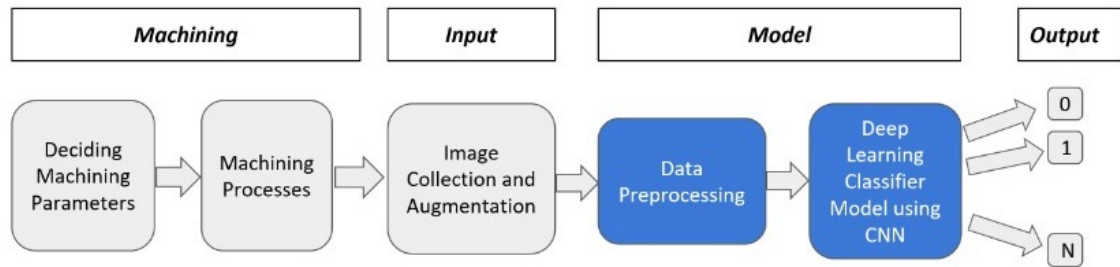 Machining
Input
Model
Output
Deciding
Machining
Parameters
Machining
Processes
Image
Collection and
Augmentation
Data
Preprocessing
Deep
Learning
Classifier
Model using
CNN
0
1
N